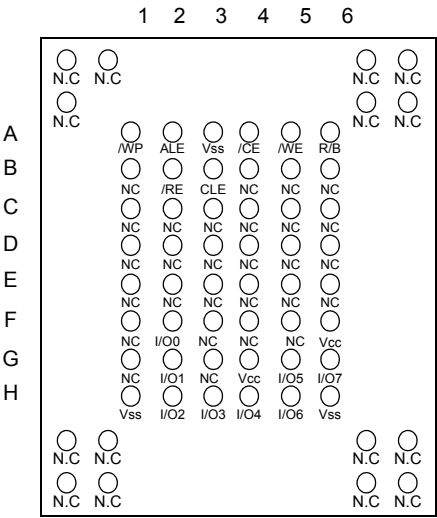 1 2 3 4 5 6
N.C N.C N.C N.C
N.C N.C N.C
A
/WP ALE Vss /CE /WE R/B
B
NC /RE CLE NC NC NC
C
NC NC NC NC NC NC
D
NC NC NC NC NC NC
E
NC NC NC NC NC NC
F
NC I/O0 NC NC NC Vcc
G
NC I/O1 NC Vcc I/O5 I/O7
H
Vss I/O2 I/O3 I/O4 I/O6 Vss
N.C N.C N.C N.C
N.C N.C N.C N.C